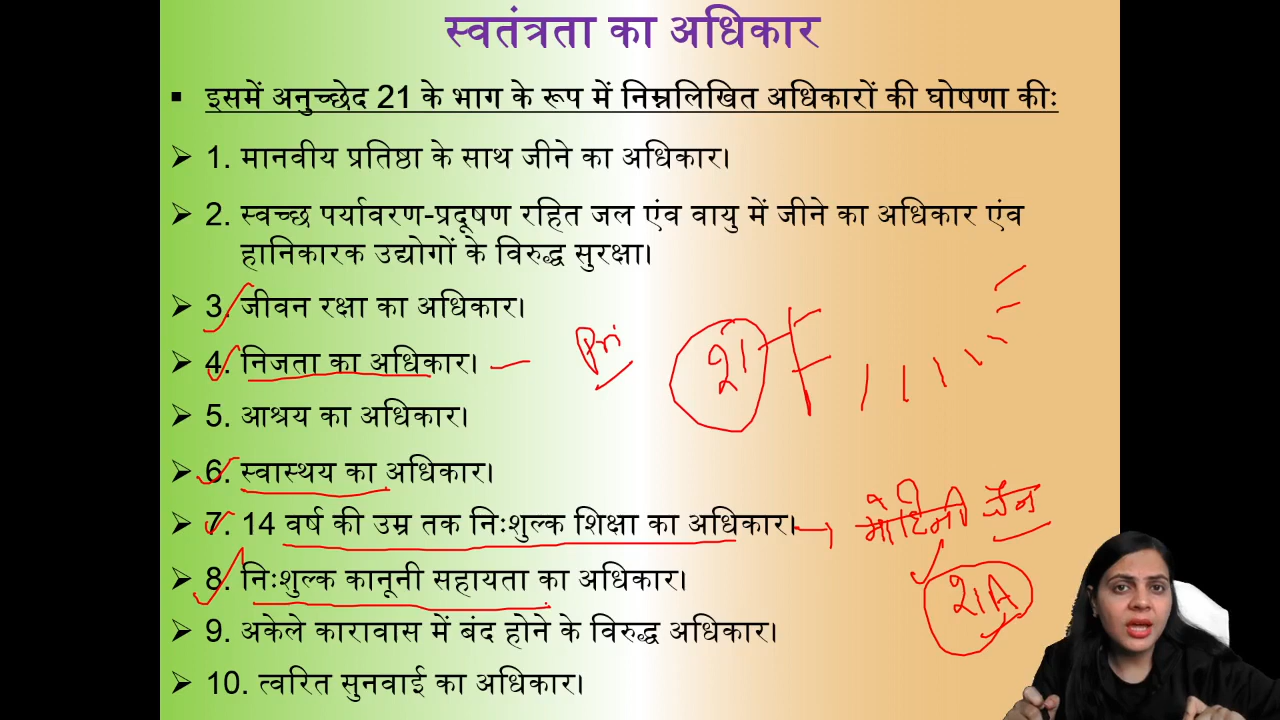 स्वतंत्रता का अधिकार
▪ इसमें अनुच्छेद 21 के भाग के रूप में निम्नलिखित अधिकारों की घोषणा कीः
➢ 1. मानवीय प्रतिष्ठा के साथ जीने का अधिकार।
➢ 2. स्वच्छ पर्यावरण-प्रदूषण रहित जल एंव वायु में जीने का अधिकार एंव
हानिकारक उद्योगों के विरुद्ध सुरक्षा।
➢ 3. जीवन रक्षा का अधिकार।
➢ 4. निजता का अधिकार।
Pri
21
➢ 5. आश्रय का अधिकार।
➢ 6. स्वास्थय का अधिकार।
➢ 7. 14 वर्ष की उम्र तक निःशुल्क शिक्षा का अधिकार।
मोहिनी जैन
➢ 8. निःशुल्क कानूनी सहायता का अधिकार।
21A
➢ 9. अकेले कारावास में बंद होने के विरुद्ध अधिकार।
➢ 10. त्वरित सुनवाई का अधिकार।